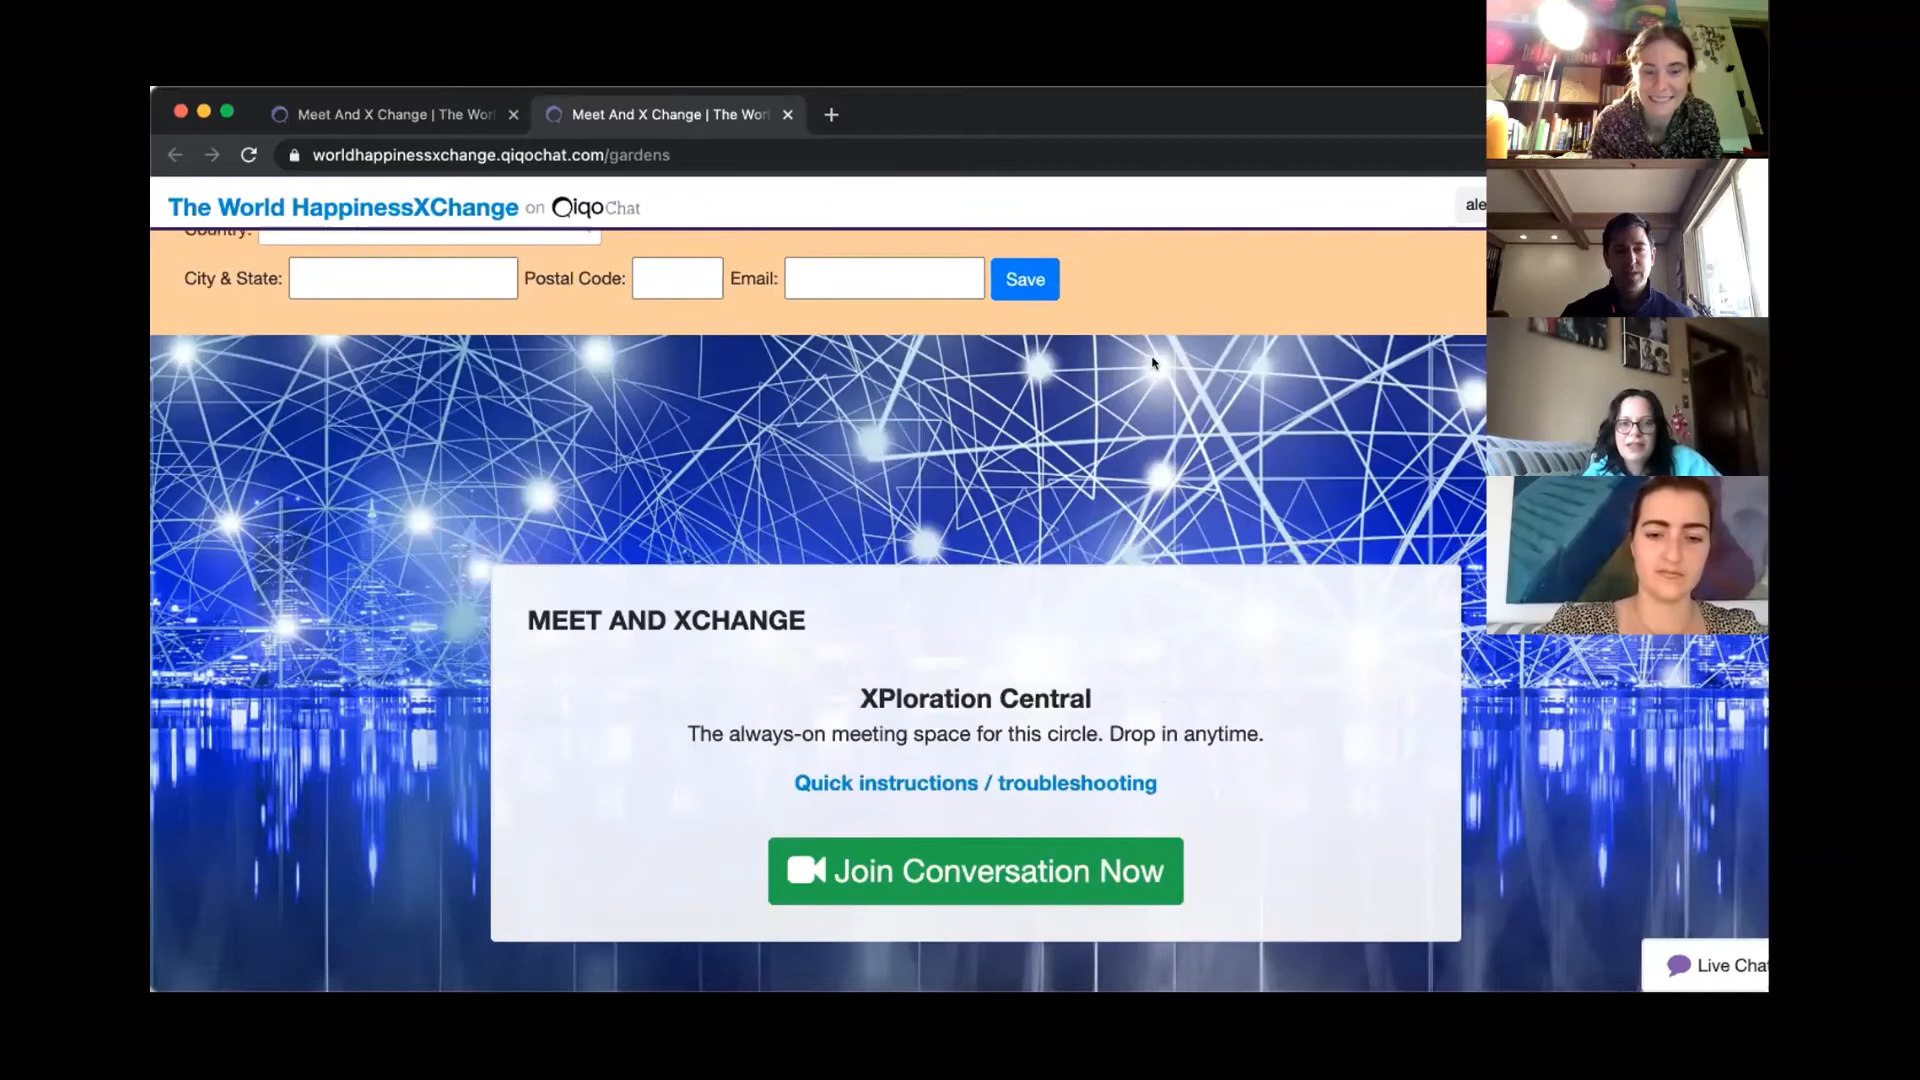 Meet And X Change | The Worl
Meet And X Change | The Worl
worldhappinessxchange.qiqochat.com/gardens
The World HappinessXChange on QiqoChat
ale
Country:
City & State:
Postal Code:
Email:
Save
MEET AND XCHANGE
XPloration Central
The always-on meeting space for this circle. Drop in anytime.
Quick instructions / troubleshooting
Join Conversation Now
Live Chat